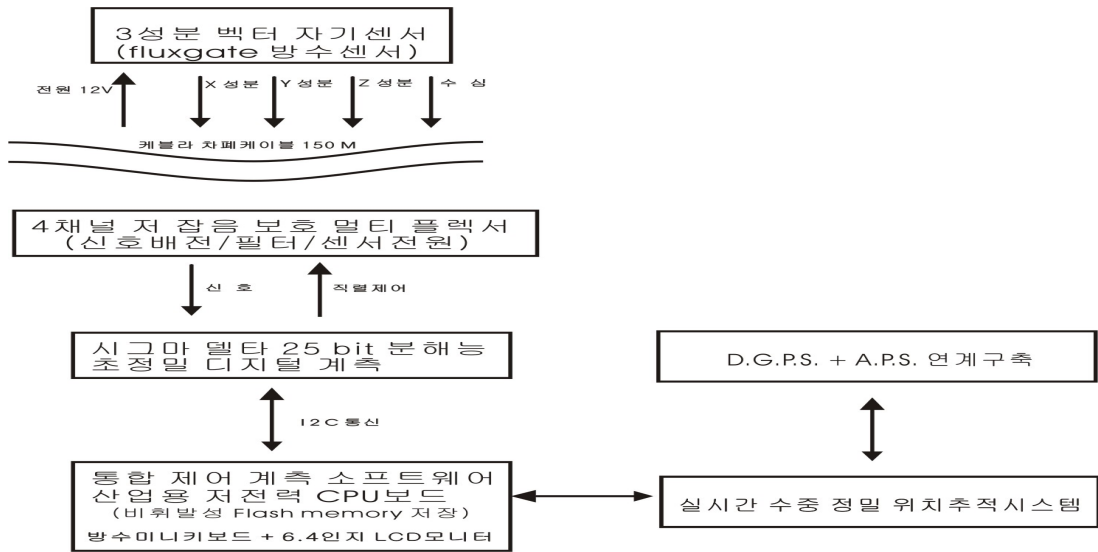 3성분 벡터 자기센서
(fluxgate 방수센서)
전원 12V
X 성분
Y 성분
Z 성분
수 심
케블라 차폐케이블 150 M
4채널 저 잡음 보호 멀티 플렉서
(신호배전/필터/센서전원)
신 호
직렬제어
시그마 델타 25 bit 분해능
초정밀 디지털 계측
D.G.P.S. + A.P.S. 연계구축
I2C 통신
통합 제어 계측 소프트웨어
산업용 저전력 CPU보드
(비휘발성 Flash memory 저장)
방수미니키보드 + 6.4인지 LCD모니터
실시간 수중 정밀 위치추적시스템